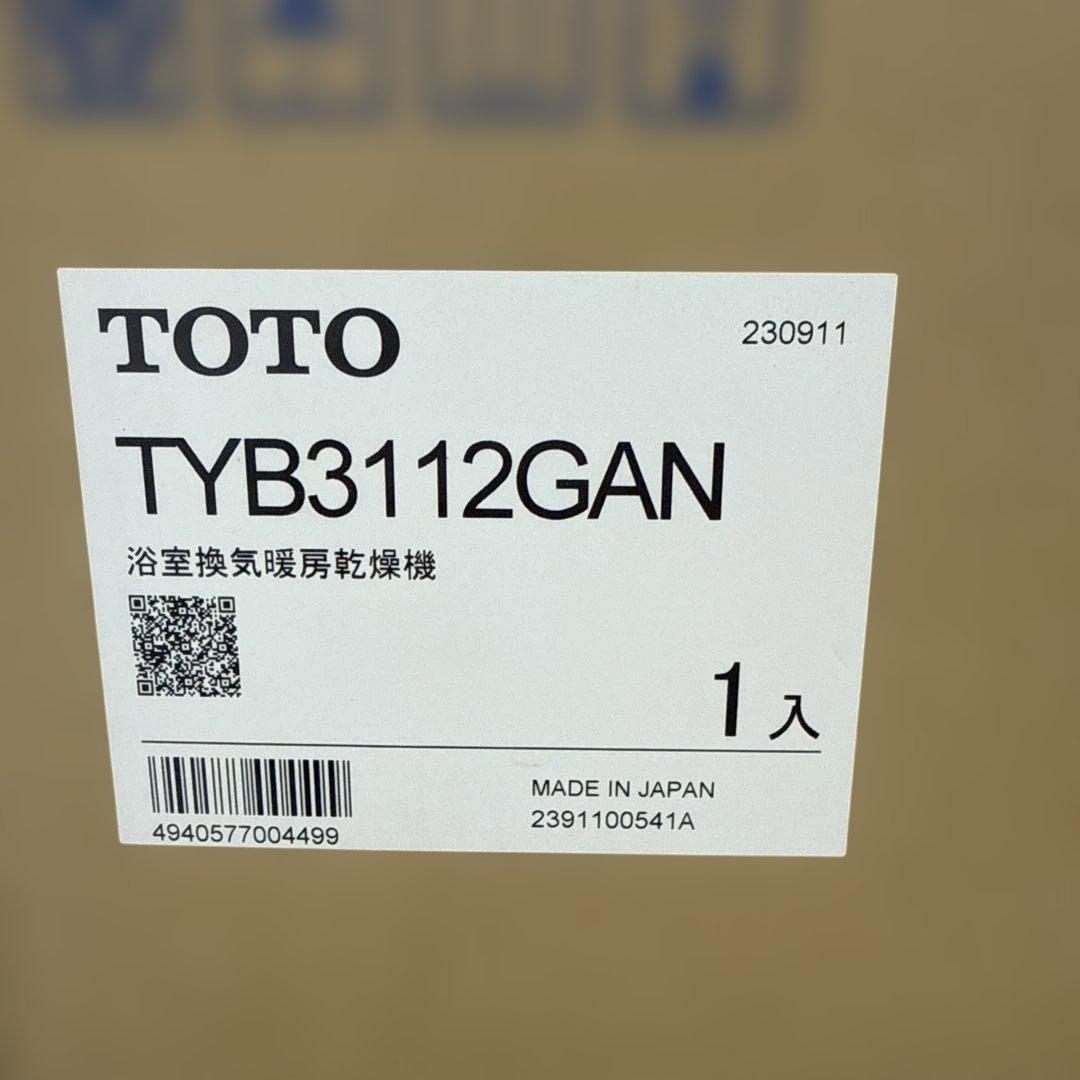 TOTO
230911
TYB3112GAN
浴室換気暖房乾燥機
1入
4940577004499
MADE IN JAPAN
2391100541A